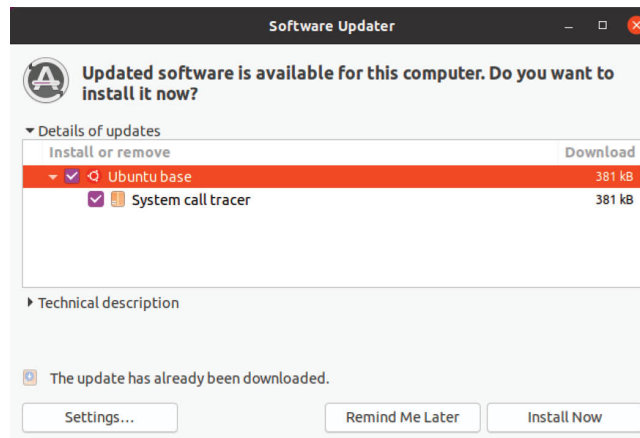 Software Updater
Updated software is available for this computer. Do you want to
install it now?
Details of updates
Install or remove Download
Ubuntu base 381 kB
System call tracer 381 kB
Technical description
The update has already been downloaded.
Settings... Remind Me Later Install Now